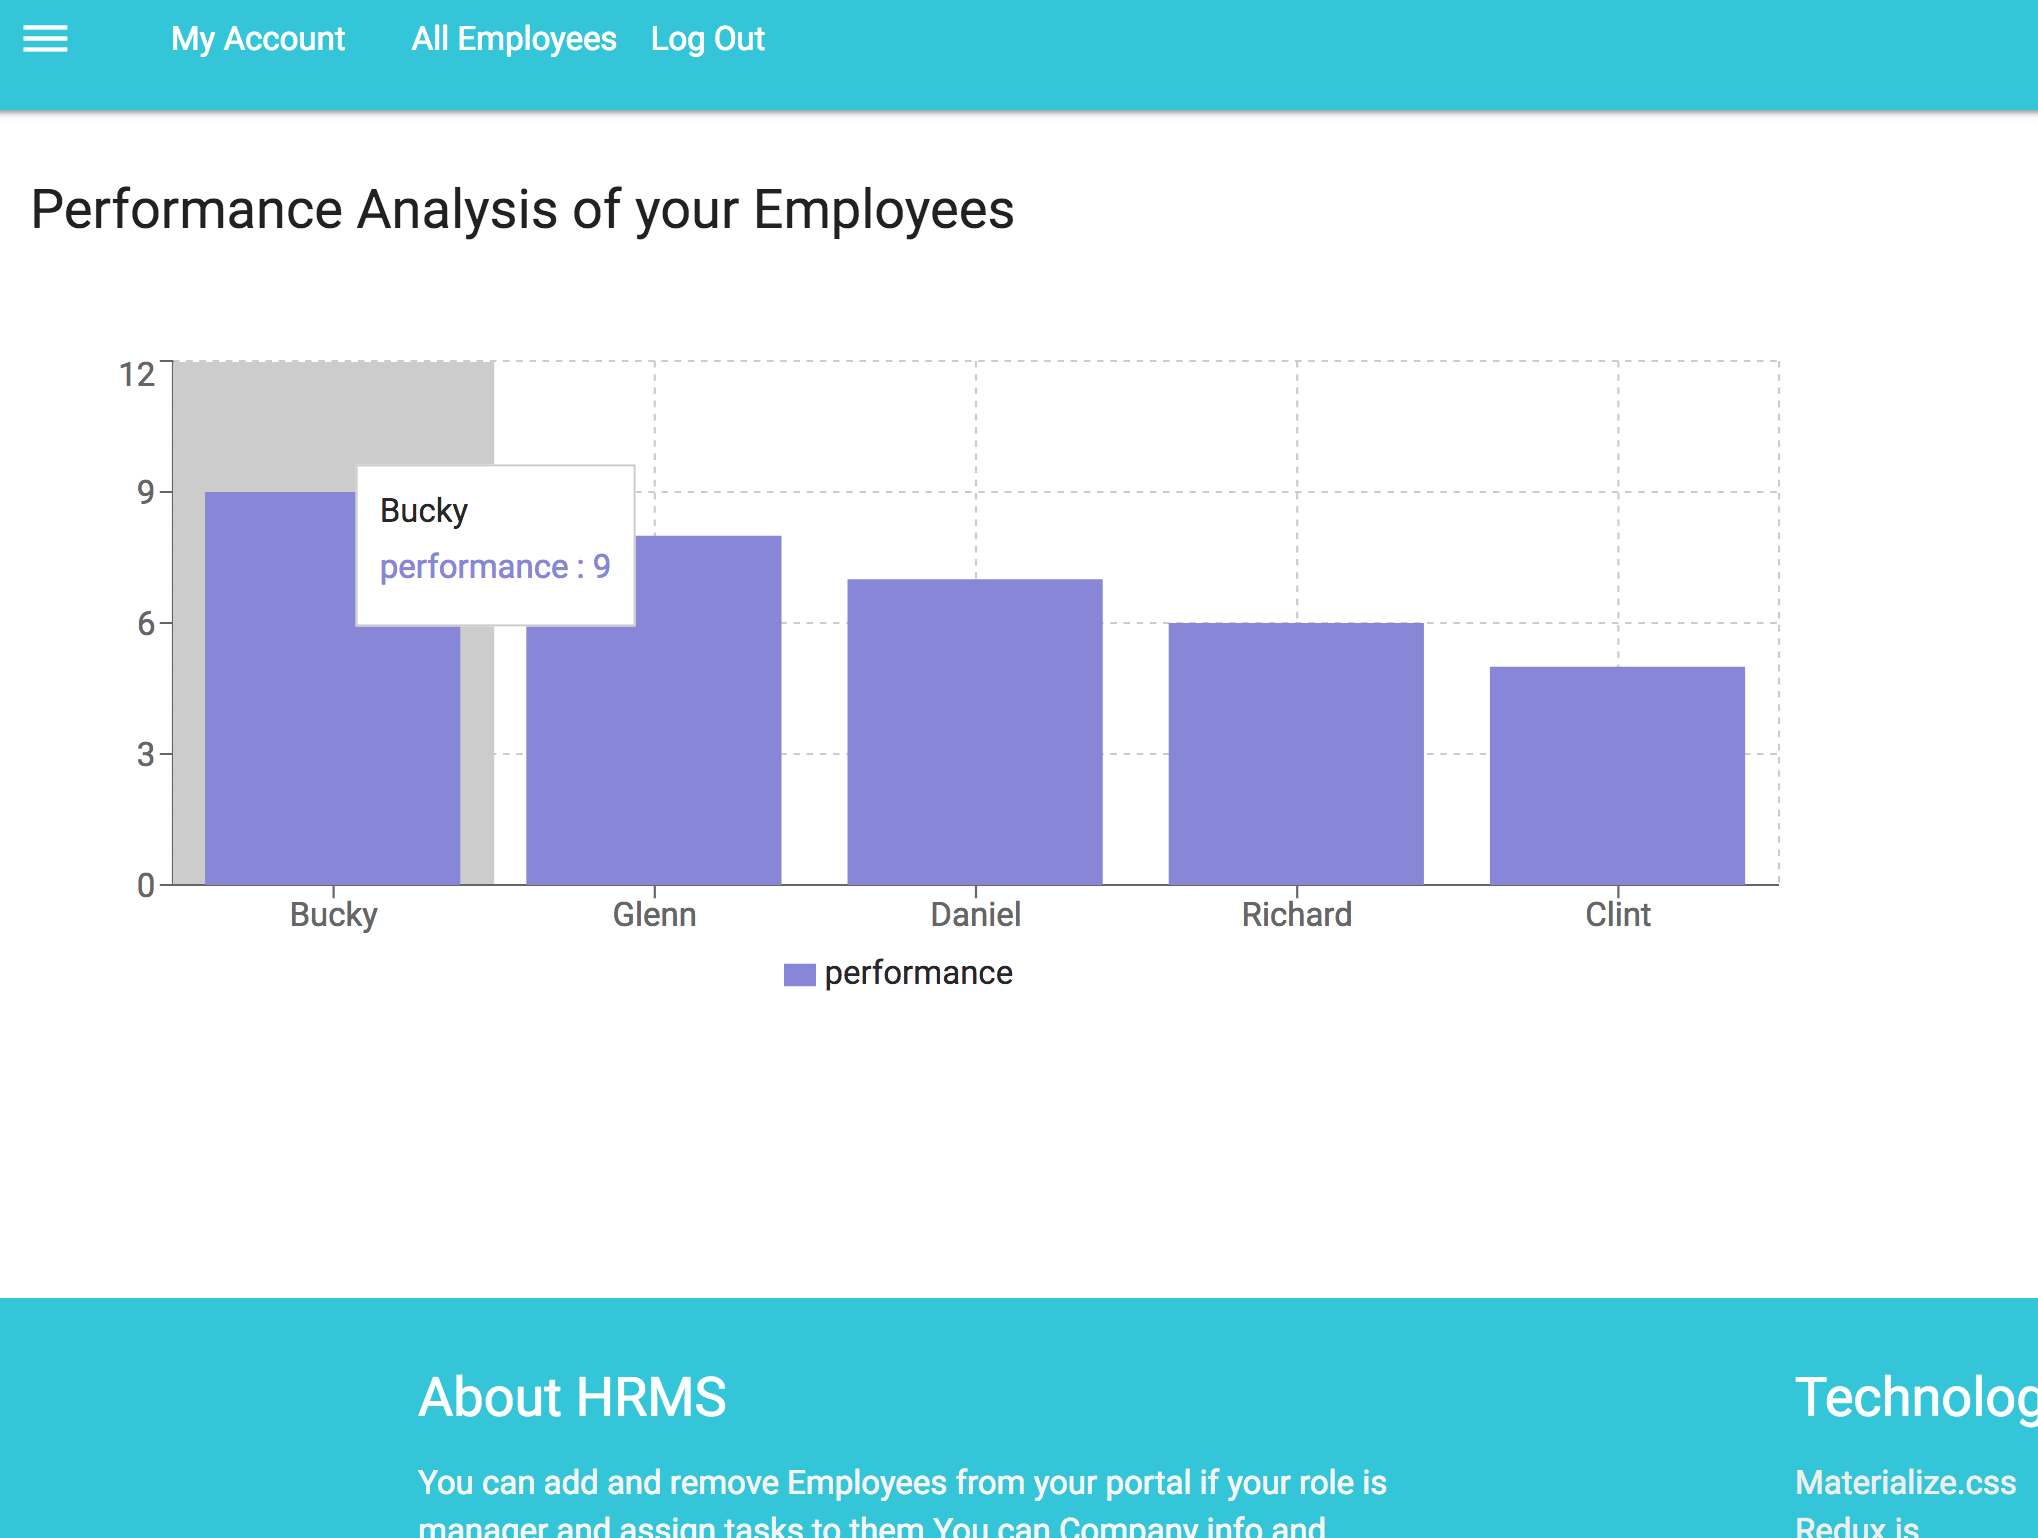 My Account All Employees Log Out
Performance Analysis of your Employees
12
9
6
3
0
Bucky
performance : 9
Bucky Glenn Daniel Richard Clint
performance
About HRMS
You can add and remove Employees from your portal if your role is
manager and assign tasks to them You can Company info and
Technolog
Materialize.css
Redux is